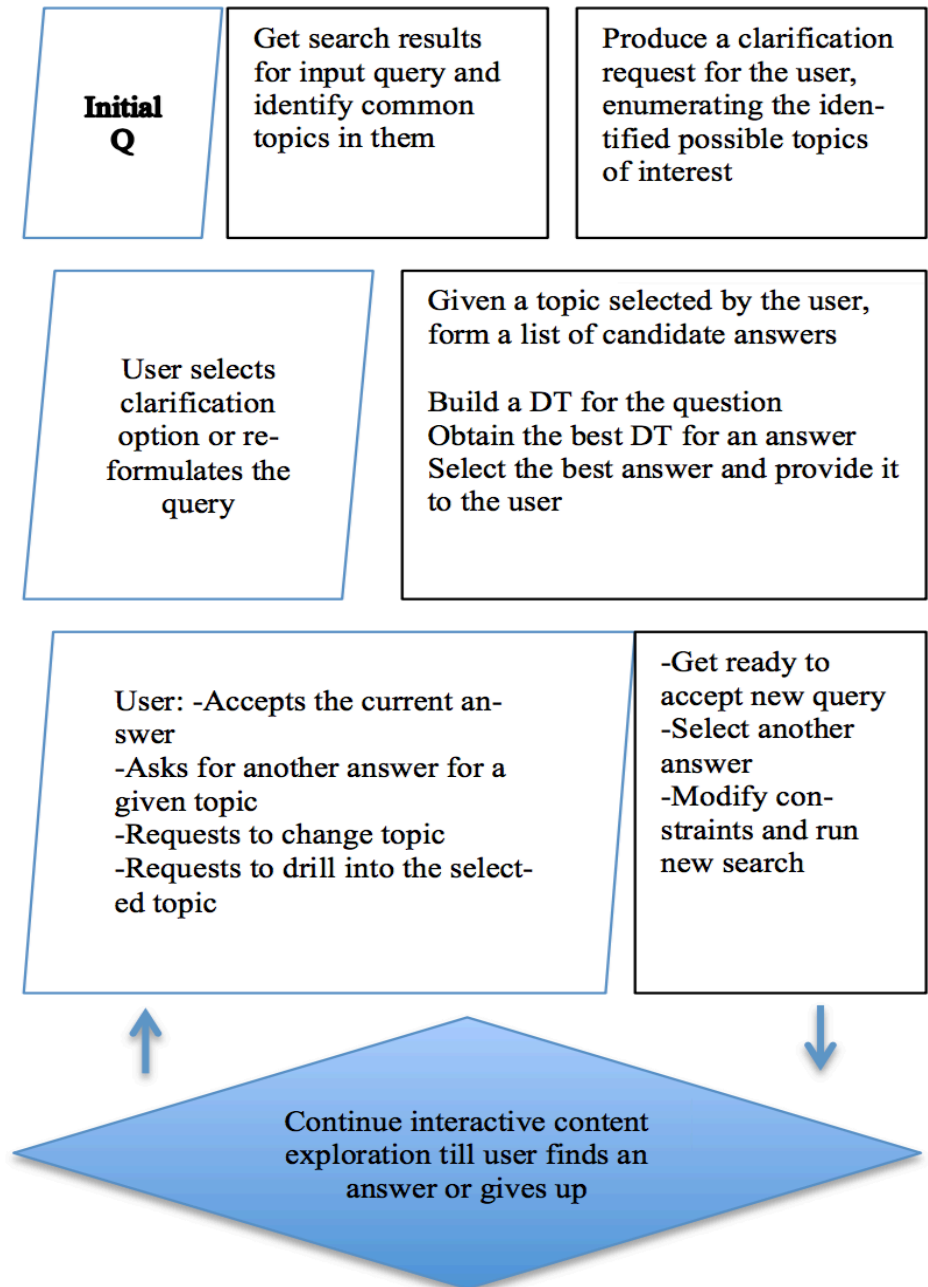 Initial
Q
Get search results
for input query and
identify common
topics in them
Produce a clarification
request for the user,
enumerating the iden-
tified possible topics
of interest
User selects
clarification
option or re-
formulates the
query
Given a topic selected by the user,
form a list of candidate answers
Build a DT for the question
Obtain the best DT for an answer
Select the best answer and provide it
to the user
User: -Accepts the current an-
swer
-Asks for another answer for a
given topic
-Requests to change topic
-Requests to drill into the select-
ed topic
-Get ready to
accept new query
-Select another
answer
-Modify con-
straints and run
new search
Continue interactive content
exploration till user finds an
answer or gives up